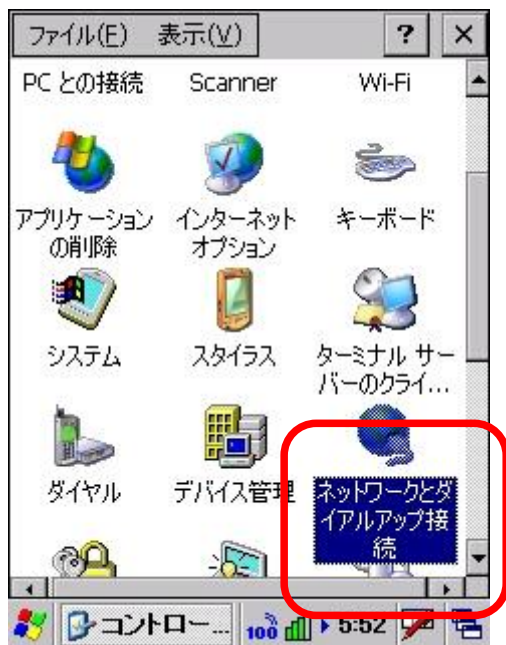 ファイル(F) 表示(V) ? ×
PC との接続 Scanner Wi-Fi
アプリケーション
の削除
インターネット
オプション
キーボード
システム
スタイラス
ターミナル サー
バーのクライ...
ダイヤル
デバイス管理
ネットワークとダ
イアルアップ接
続
コントロー... 100 5:52